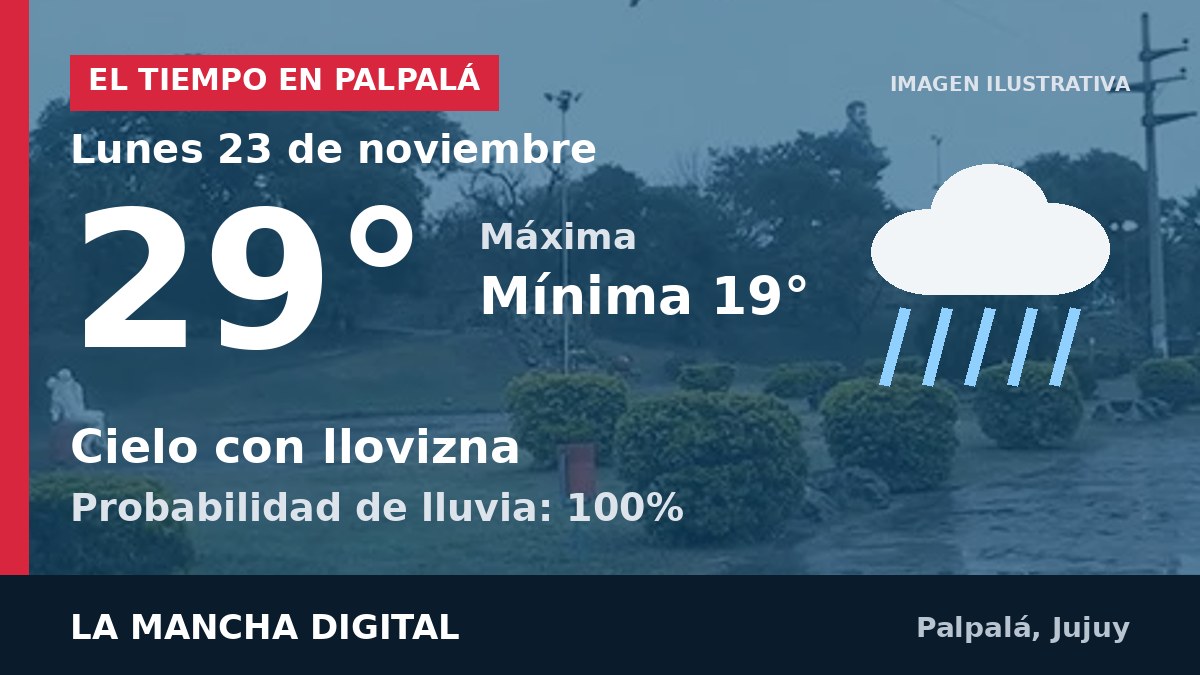 EL TIEMPO EN PALPALÁ
IMAGEN ILUSTRATIVA
Lunes 23 de noviembre
29°
Máxima
Mínima 19°
Cielo con llovizna
Probabilidad de lluvia: 100%
LA MANCHA DIGITAL
Palpalá, Jujuy